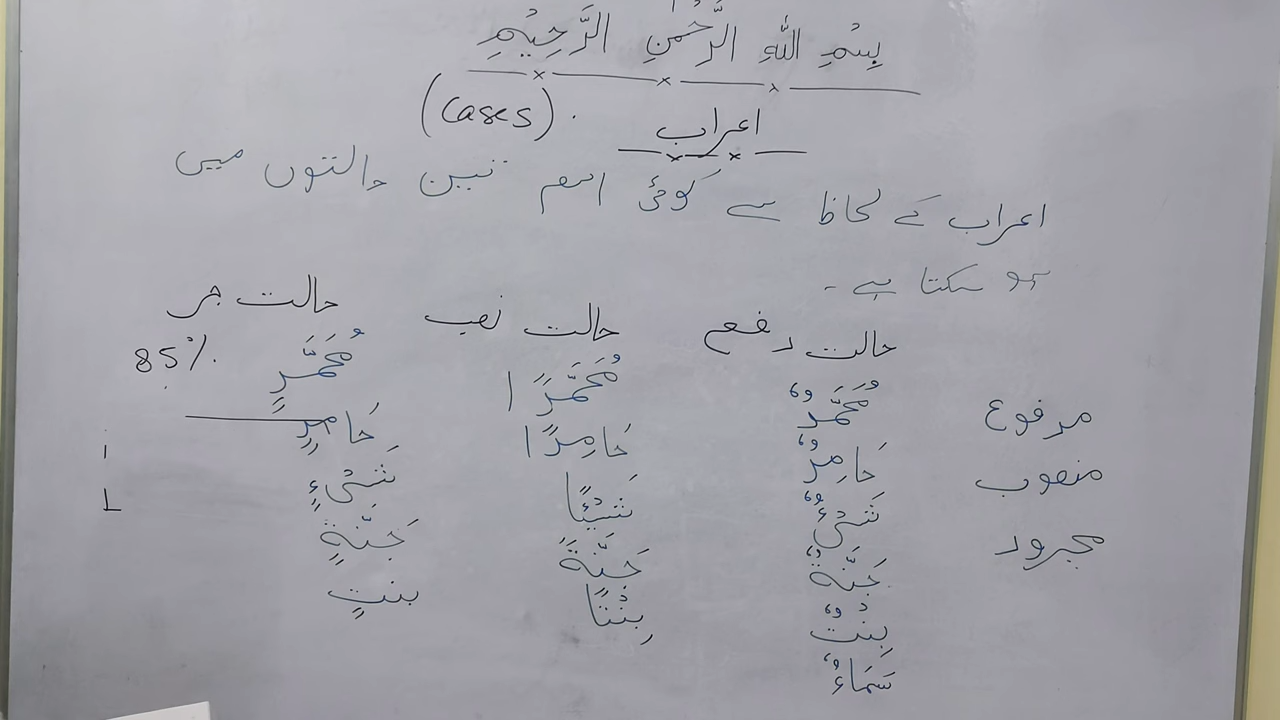 بِسْمِ اللّٰهِ الرَّحْمٰنِ الرَّحِيْمِ
اعراب (Cases)
اعراب کے لحاظ سے کوئی اسم تین حالتوں میں
ہو سکتا ہے۔
حالت رفع حالت نصب حالت جر
مرفوع مُحَمَّدٌ مُحَمَّدًا مُحَمَّدٍ 85%
منصوب حَامِدٌ حَامِدًا حَامِدٍ
مجرور شَیْءٌ شَيْئًا شَیْءٍ
جَنَّةٌ جَنَّةً جَنَّةٍ
بِنْتٌ بِنْتًا بنتٍ
سَمَاءٌ